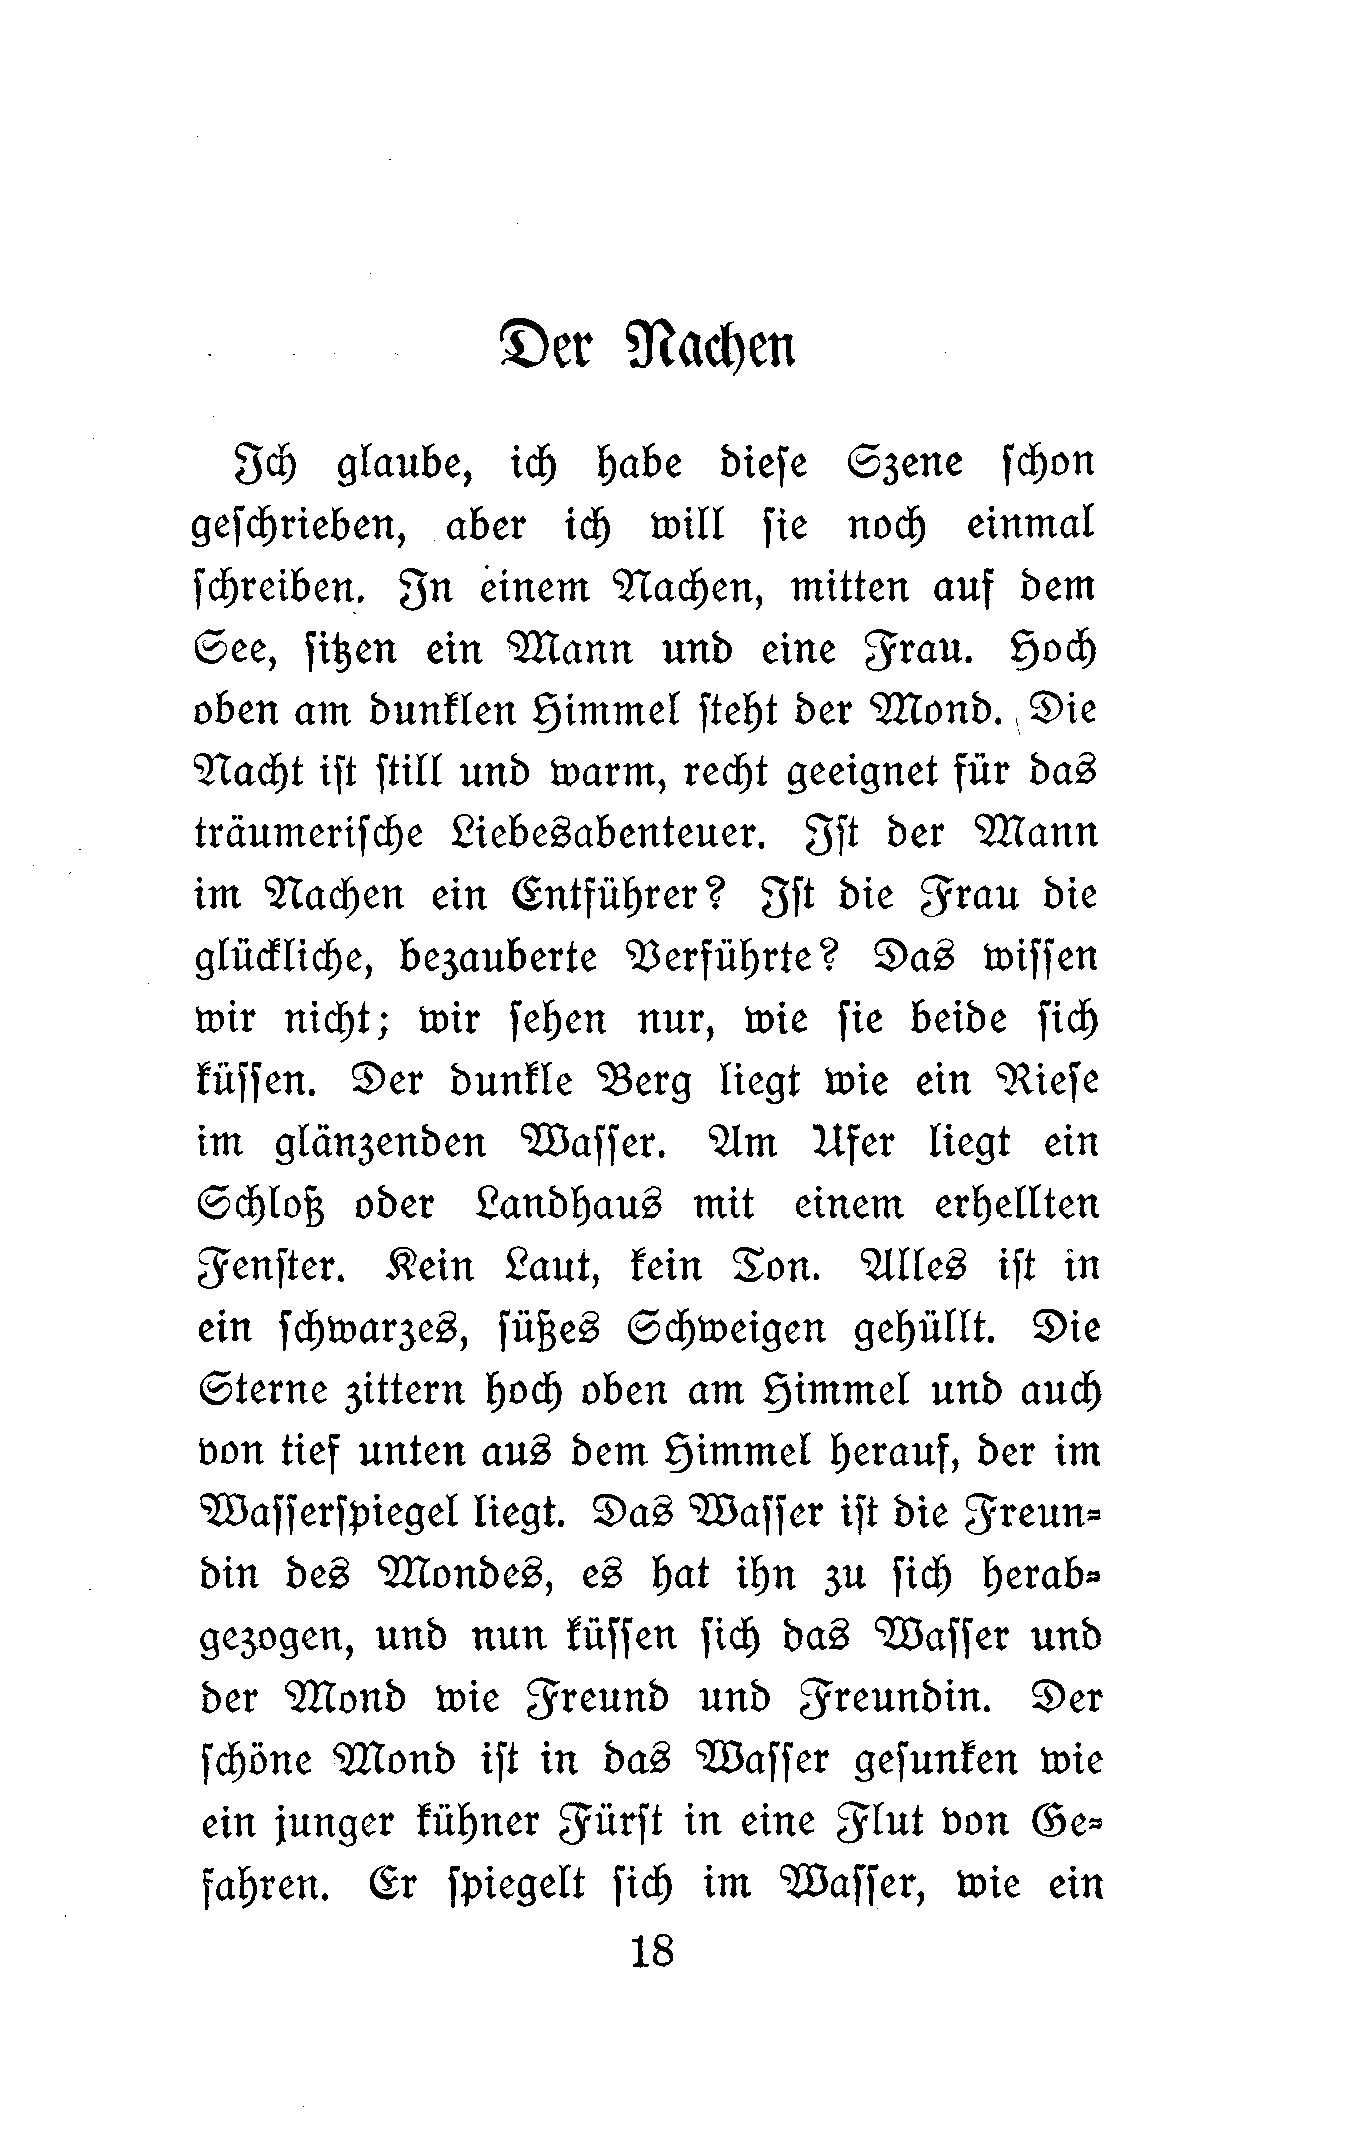 Der Nachen
Ich glaube, ich habe diese Szene schon
geschrieben, aber ich will sie noch einmal
schreiben. In einem Nachen, mitten auf dem
See, sitzen ein Mann und eine Frau. Hoch
oben am dunklen Himmel steht der Mond. Die
Nacht ist still und warm, recht geeignet für das
träumerische Liebesabenteuer. Ist der Mann
im Nachen ein Entführer? Ist die Frau die
glückliche, bezauberte Verführte? Das wissen
wir nicht; wir sehen nur, wie sie beide sich
küssen. Der dunkle Berg liegt wie ein Riese
im glänzenden Wasser. Am Ufer liegt ein
Schloß oder Landhaus mit einem erhellten
Fenster. Kein Laut, kein Ton. Alles ist in
ein schwarzes, süßes Schweigen gehüllt. Die
Sterne zittern hoch oben am Himmel und auch
von tief unten aus dem Himmel herauf, der im
Wasserspiegel liegt. Das Wasser ist die Freun-
din des Mondes, es hat ihn zu sich herab-
gezogen, und nun küssen sich das Wasser und
der Mond wie Freund und Freundin. Der
schöne Mond ist in das Wasser gesunken wie
ein junger kühner Fürst in eine Flut von Ge-
fahren. Er spiegelt sich im Wasser, wie ein
18